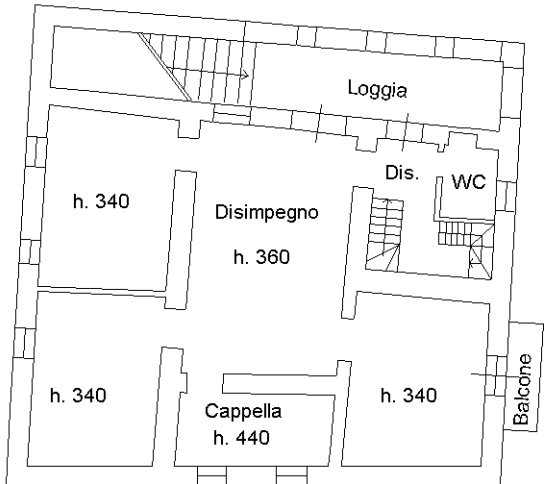 Loggia
Dis.
WC
h. 340
Disimpegno
h. 360
h. 340
Cappella
h. 440
h. 340
Balcone